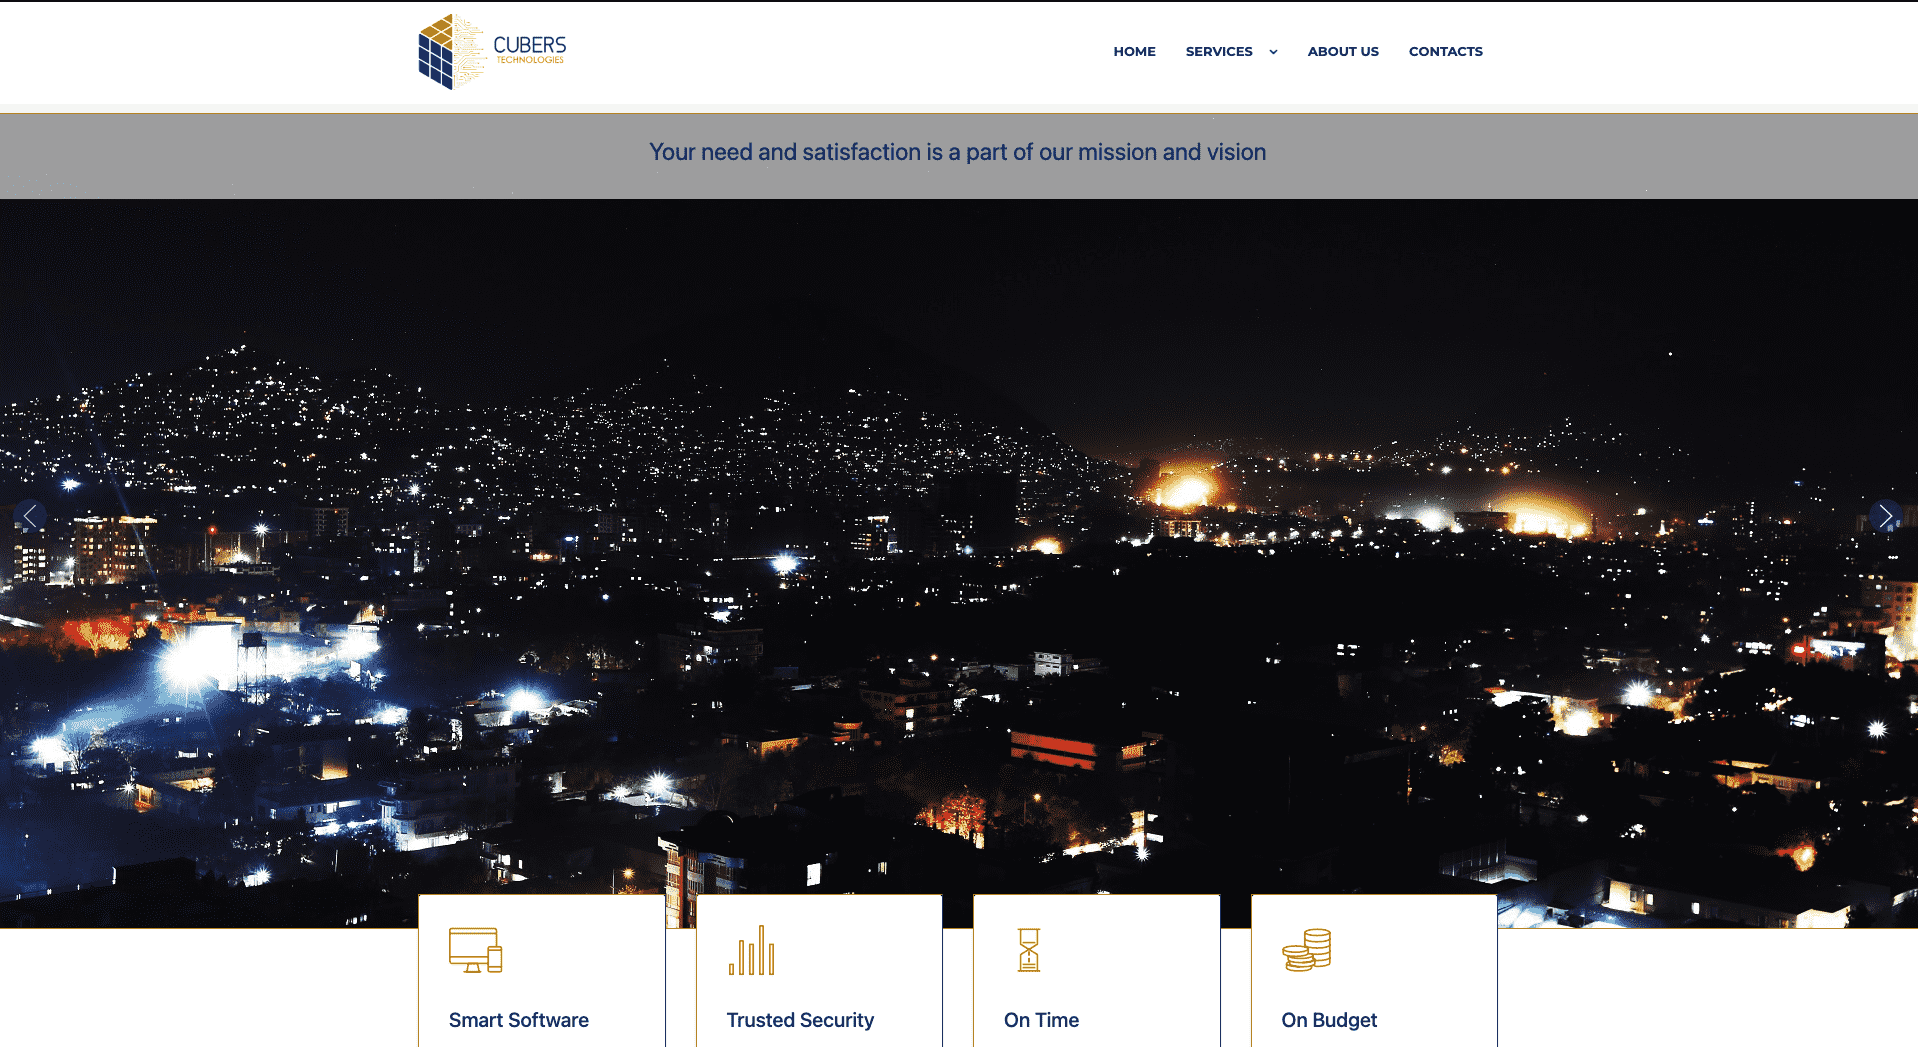 CUBERS
TECHNOLOGIES
HOME
SERVICES
ABOUT US
CONTACTS
Your need and satisfaction is a part of our mission and vision
Smart Software
Trusted Security
On Time
On Budget